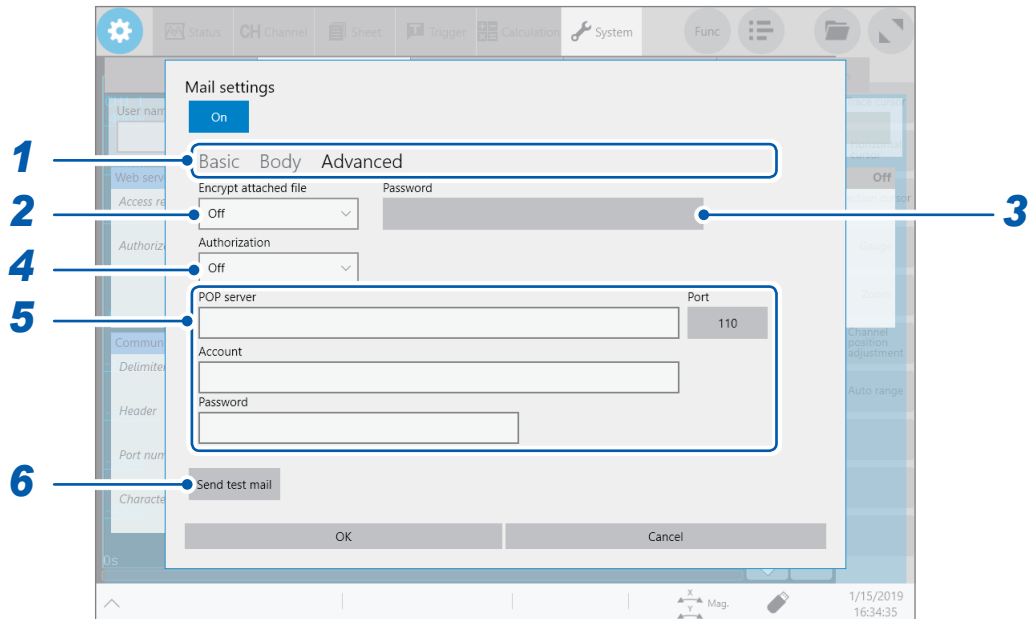 Status CH Channel Sheet Trigger Calculation System Func
Mail settings
User nam
On
1
Basic Body Advanced
Web serv
Off
Encrypt attached file Password
Access re
2
Off
3
Authoriz
Authorization
Gauge
4
Off
Zoom
POP server Port
5
110
Commun
Channel
position
adjustment
Account
Delimite
Auto range
Password
Header
Port num
6
Send test mail
Characte
OK Cancel
0s
X
Y
Mag.
1/15/2019
16:34:35